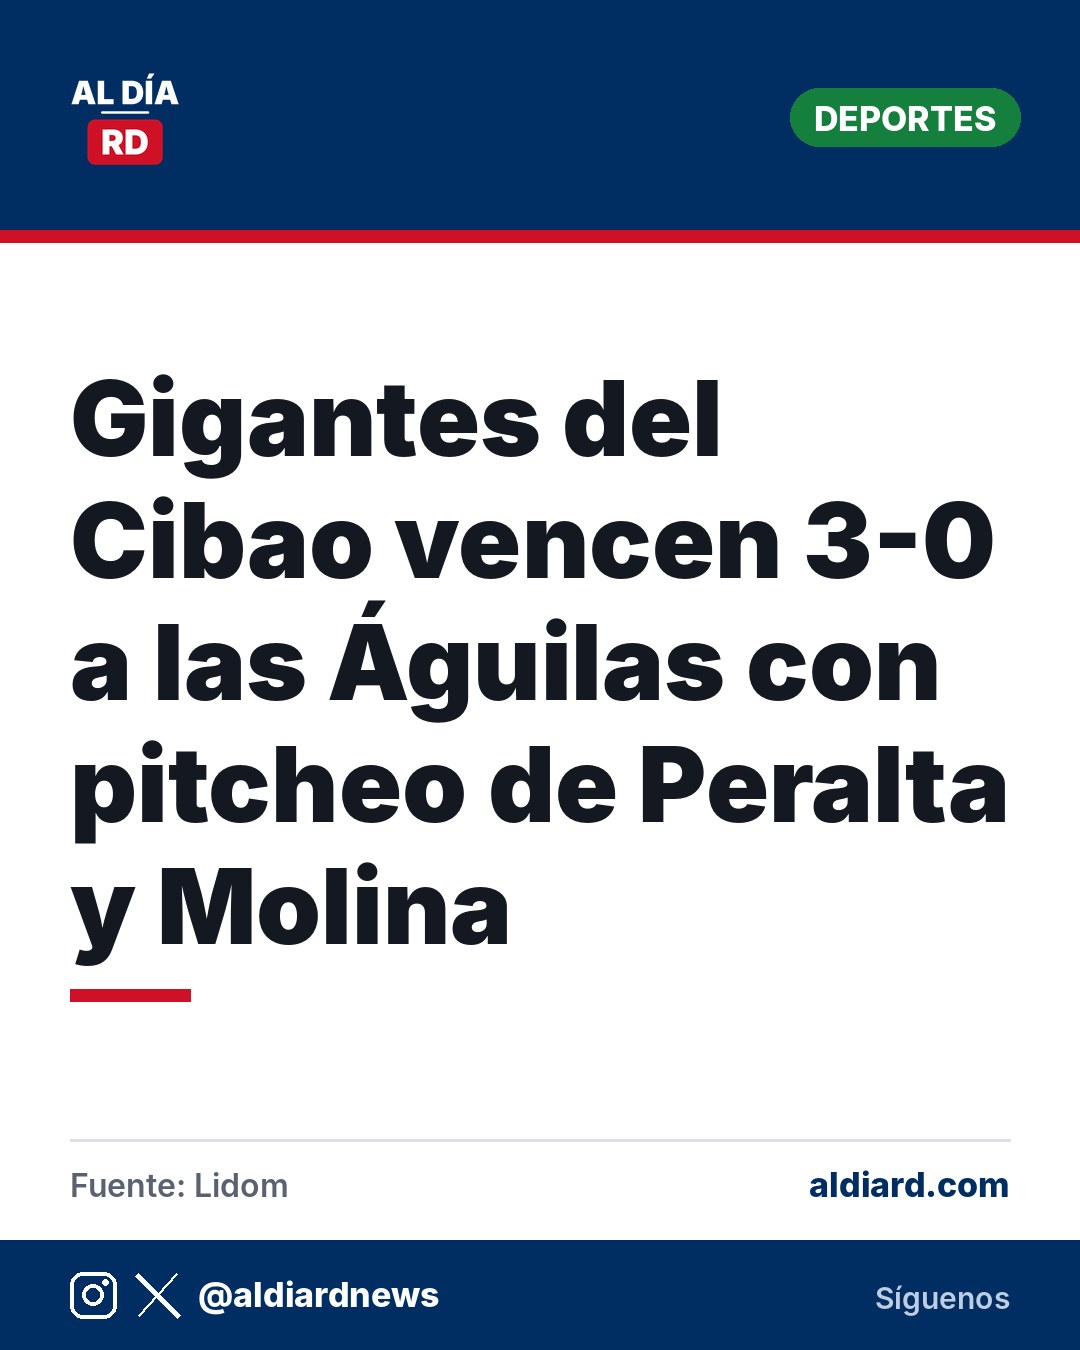 AL DÍA
RD
DEPORTES
Gigantes del
Cibao vencen 3-0
a las Águilas con
pitcheo de Peralta
y Molina
Fuente: Lidom
aldiard.com
@aldiardnews
Síguenos